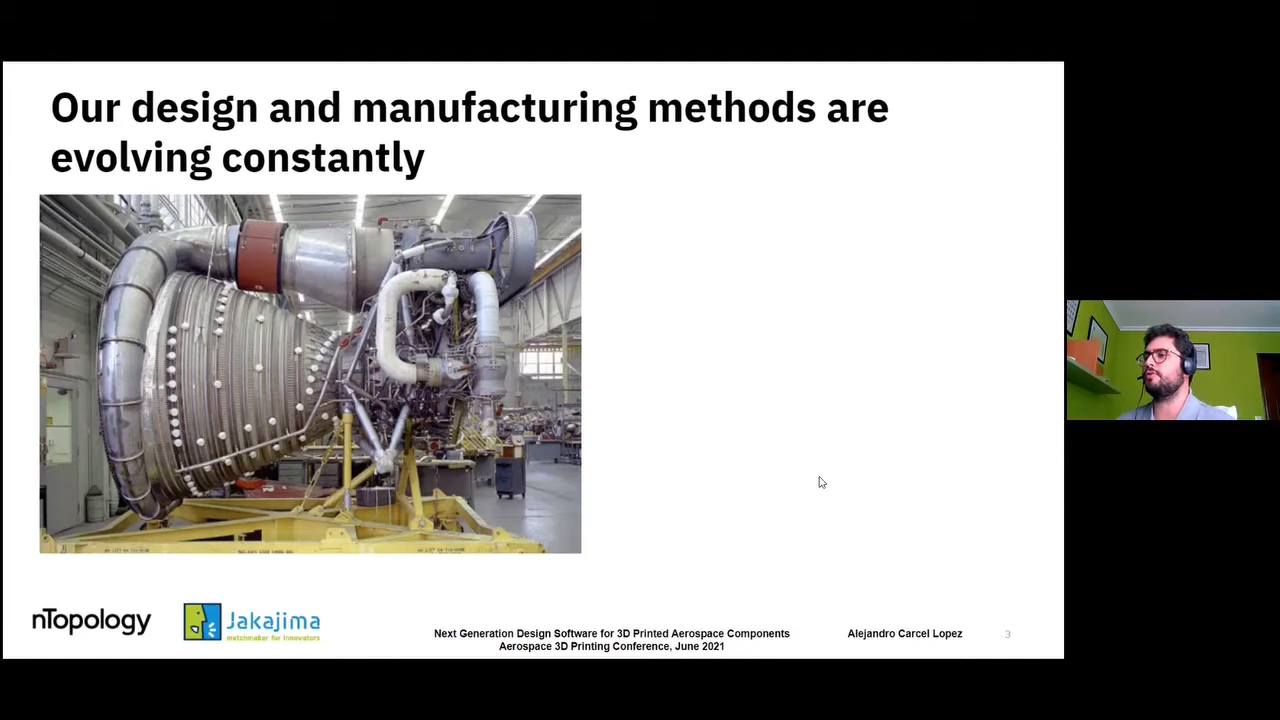 Our design and manufacturing methods are
evolving constantly
nTopology
Jakajima
matchmaker for innovators
Next Generation Design Software for 3D Printed Aerospace Components
Aerospace 3D Printing Conference, June 2021
Alejandro Carcel Lopez
3